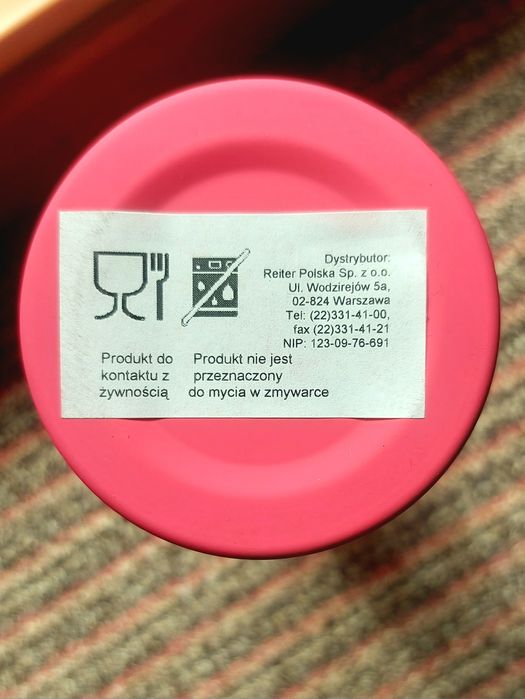 Dystrybutor:
Reiter Polska Sp. z o.o.
Ul. Wodzirejów 5a,
02-824 Warszawa
Tel: (22)331-41-00,
fax (22)331-41-21
NIP: 123-09-76-691
Produkt do
kontaktu z
żywnością
Produkt nie jest
przeznaczony
do mycia w zmywarce